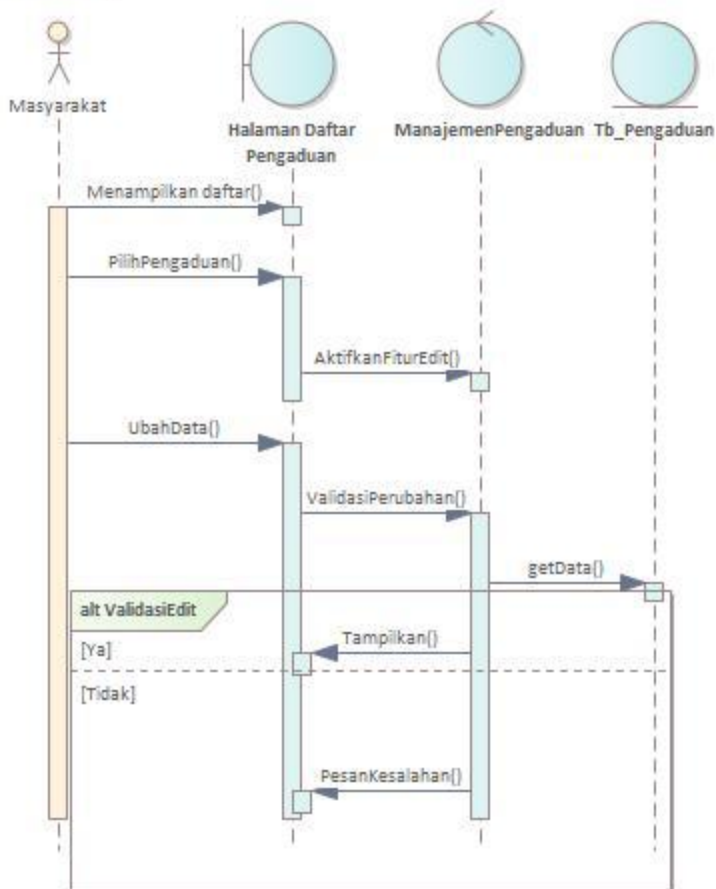 Masyarakat
Halaman Daftar
Pengaduan
ManajemenPengaduan
Tb_Pengaduan
Menampilkan daftar()
PilihPengaduan()
AktifkanFiturEdit()
UbahData()
ValidasiPerubahan()
getData()
alt ValidasiEdit
Tampilkan()
[Ya]
[Tidak]
PesanKesalahan()